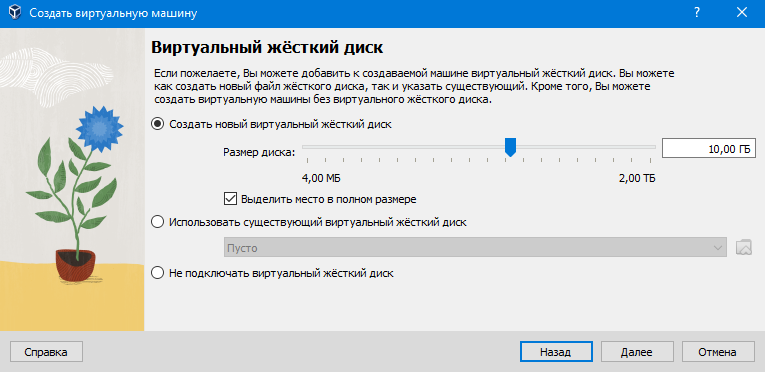 Создать виртуальную машину
Виртуальный жёсткий диск
Если пожелаете, Вы можете добавить к создаваемой машине виртуальный жёсткий диск. Вы можете
как создать новый файл жёсткого диска, так и указать существующий. Кроме того, Вы можете
создать виртуальную машины без виртуального жёсткого диска.
Создать новый виртуальный жёсткий диск
Размер диска:
10,00 ГБ
4,00 МБ
2,00 ТБ
Выделить место в полном размере
Использовать существующий виртуальный жёсткий диск
Пусто
Не подключать виртуальный жёсткий диск
Справка
Назад
Далее
Отмена